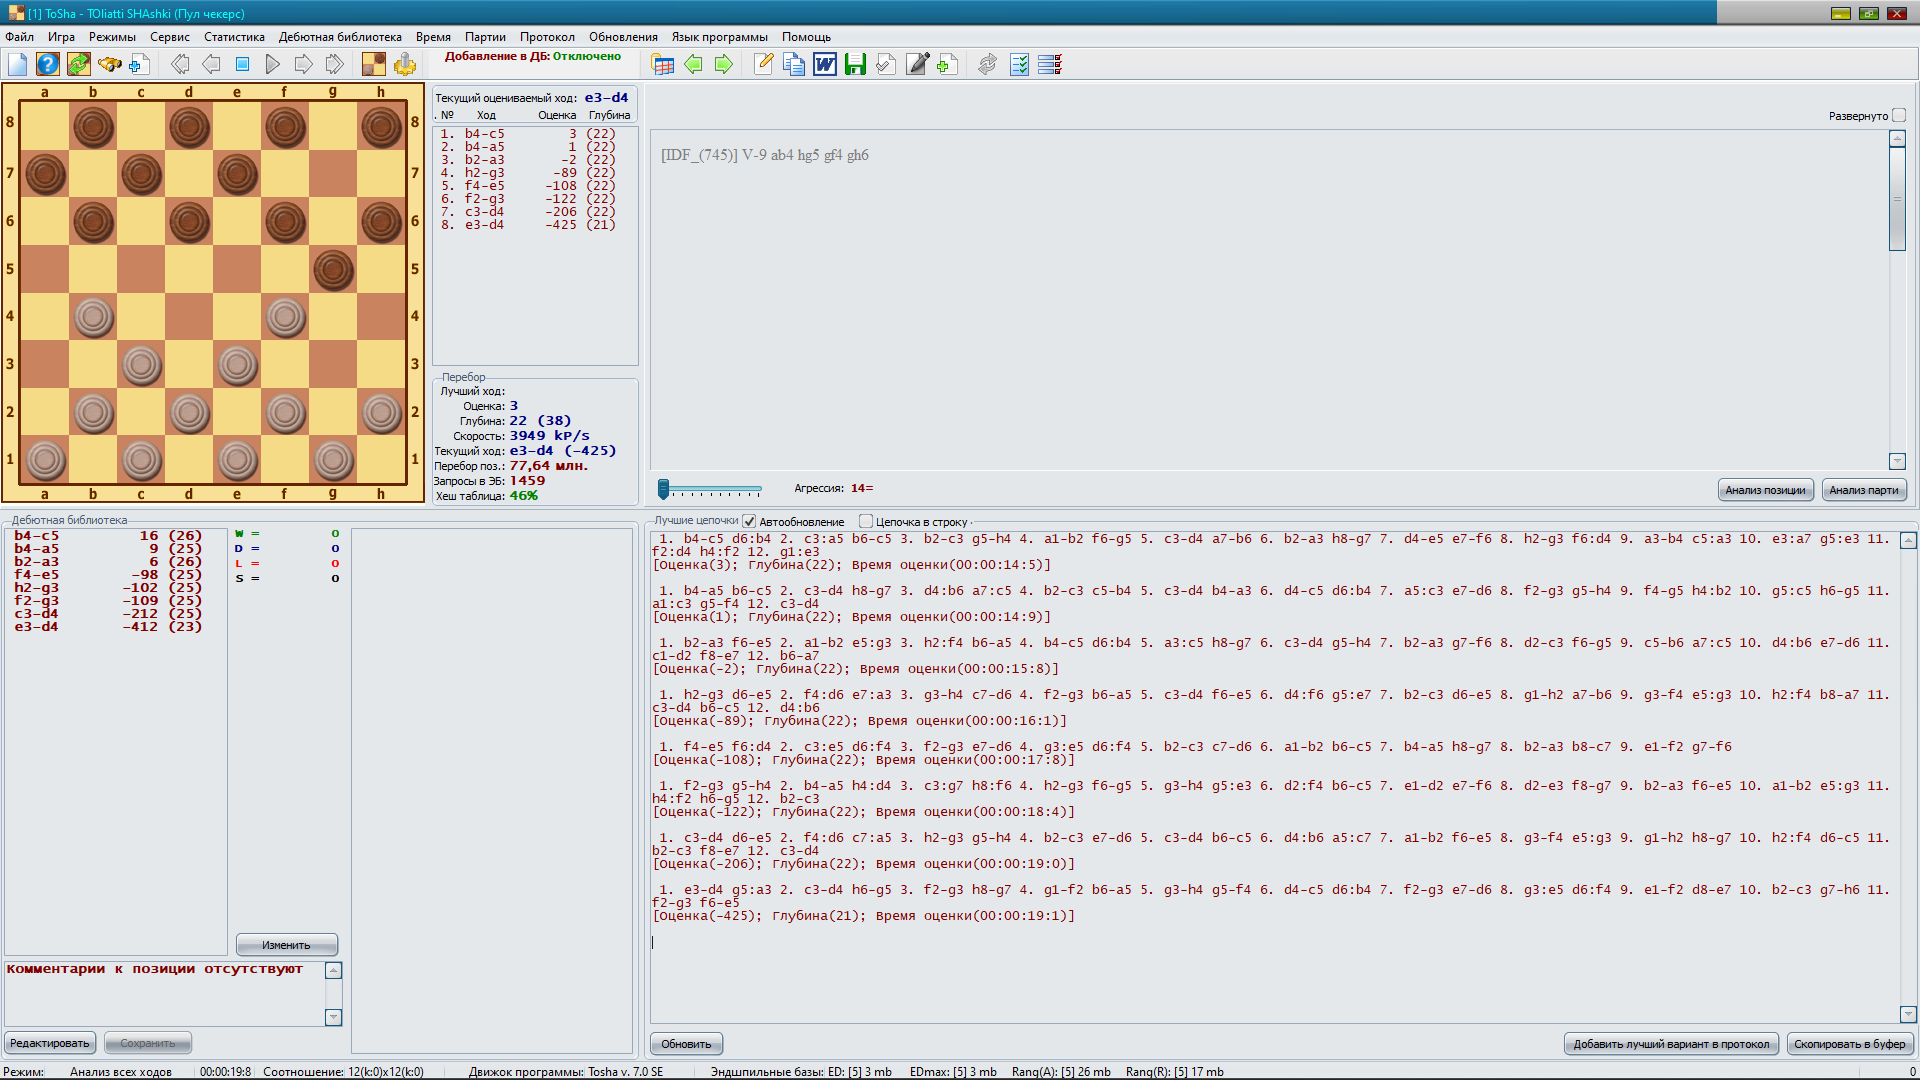 [1] ToSha - TOliatti SHAshki (Пул чекерс)
Файл Игра Режимы Сервис Статистика Дебютная библиотека Время Партии Протокол Обновления Язык программы Помощь
Добавление в ДБ: Отключено
a b c d e f g h
8 8
7 7
6 6
5 5
4 4
3 3
2 2
1 1
a b c d e f g h
Текущий оцениваемый ход: e3-d4
. № Ход Оценка Глубина
1. b4-c5 3 (22)
2. b4-a5 1 (22)
3. b2-a3 -2 (22)
4. h2-g3 -89 (22)
5. f4-e5 -108 (22)
6. f2-g3 -122 (22)
7. c3-d4 -206 (22)
8. e3-d4 -425 (21)
Перебор
Лучший ход:
Оценка: 3
Глубина: 22 (38)
Скорость: 3949 kP/s
Текущий ход: e3-d4 (-425)
Перебор поз.: 77,64 млн.
Запросы в ЭБ: 1459
Хеш таблица: 46%
Развернуто
[IDF_(745)] V-9 ab4 hg5 gf4 gh6
Агрессия: 14=
Анализ позиции Анализ парти
Дебютная библиотека
b4-c5 16 (26)
b4-a5 9 (25)
b2-a3 6 (26)
f4-e5 -98 (25)
h2-g3 -102 (25)
f2-g3 -109 (25)
c3-d4 -212 (25)
e3-d4 -412 (23)
W = 0
D = 0
L = 0
S = 0
Изменить
Комментарии к позиции отсутствуют
Редактировать Сохранить
Лучшие цепочки Автообновление Цепочка в строку
1. b4-c5 d6:b4 2. c3:a5 b6-c5 3. b2-c3 g5-h4 4. a1-b2 f6-g5 5. c3-d4 a7-b6 6. b2-a3 h8-g7 7. d4-e5 e7-f6 8. h2-g3 f6:d4 9. a3-b4 c5:a3 10. e3:a7 g5:e3 11.
f2:d4 h4:f2 12. g1:e3
[Оценка(3); Глубина(22); Время оценки(00:00:14:5)]
1. b4-a5 b6-c5 2. c3-d4 h8-g7 3. d4:b6 a7:c5 4. b2-c3 c5-b4 5. c3-d4 b4-a3 6. d4-c5 d6:b4 7. a5:c3 e7-d6 8. f2-g3 g5-h4 9. f4-g5 h4:b2 10. g5:c5 h6-g5 11.
a1:c3 g5-f4 12. c3-d4
[Оценка(1); Глубина(22); Время оценки(00:00:14:9)]
1. b2-a3 f6-e5 2. a1-b2 e5:g3 3. h2:f4 b6-a5 4. b4-c5 d6:b4 5. a3:c5 h8-g7 6. c3-d4 g5-h4 7. b2-a3 g7-f6 8. d2-c3 f6-g5 9. c5-b6 a7:c5 10. d4:b6 e7-d6 11.
c1-d2 f8-e7 12. b6-a7
[Оценка(-2); Глубина(22); Время оценки(00:00:15:8)]
1. h2-g3 d6-e5 2. f4:d6 e7:a3 3. g3-h4 c7-d6 4. f2-g3 b6-a5 5. c3-d4 f6-e5 6. d4:f6 g5:e7 7. b2-c3 d6-e5 8. g1-h2 a7-b6 9. g3-f4 e5:g3 10. h2:f4 b8-a7 11.
c3-d4 b6-c5 12. d4:b6
[Оценка(-89); Глубина(22); Время оценки(00:00:16:1)]
1. f4-e5 f6:d4 2. c3:e5 d6:f4 3. f2-g3 e7-d6 4. g3:e5 d6:f4 5. b2-c3 c7-d6 6. a1-b2 b6-c5 7. b4-a5 h8-g7 8. b2-a3 b8-c7 9. e1-f2 g7-f6
[Оценка(-108); Глубина(22); Время оценки(00:00:17:8)]
1. f2-g3 g5-h4 2. b4-a5 h4:d4 3. c3:g7 h8:f6 4. h2-g3 f6-g5 5. g3-h4 g5:e3 6. d2:f4 b6-c5 7. e1-d2 e7-f6 8. d2-e3 f8-g7 9. b2-a3 f6-e5 10. a1-b2 e5:g3 11.
h4:f2 h6-g5 12. b2-c3
[Оценка(-122); Глубина(22); Время оценки(00:00:18:4)]
1. c3-d4 d6-e5 2. f4:d6 c7:a5 3. h2-g3 g5-h4 4. b2-c3 e7-d6 5. c3-d4 b6-c5 6. d4:b6 a5:c7 7. a1-b2 f6-e5 8. g3-f4 e5:g3 9. g1-h2 h8-g7 10. h2:f4 d6-c5 11.
b2-c3 f8-e7 12. c3-d4
[Оценка(-206); Глубина(22); Время оценки(00:00:19:0)]
1. e3-d4 g5:a3 2. c3-d4 h6-g5 3. f2-g3 h8-g7 4. g1-f2 b6-a5 5. g3-h4 g5-f4 6. d4-c5 d6:b4 7. f2-g3 e7-d6 8. g3:e5 d6:f4 9. e1-f2 d8-e7 10. b2-c3 g7-h6 11.
f2-g3 f6-e5
[Оценка(-425); Глубина(21); Время оценки(00:00:19:1)]
Обновить Добавить лучший вариант в протокол Скопировать в буфер
Режим: Анализ всех ходов 00:00:19:8 Соотношение: 12(k:0)x12(k:0) Движок программы: Tosha v. 7.0 SE Эндшпильные базы: ED: [5] 3 mb EDmax: [5] 3 mb Rang(A): [5] 26 mb Rang(R): [5] 17 mb 0